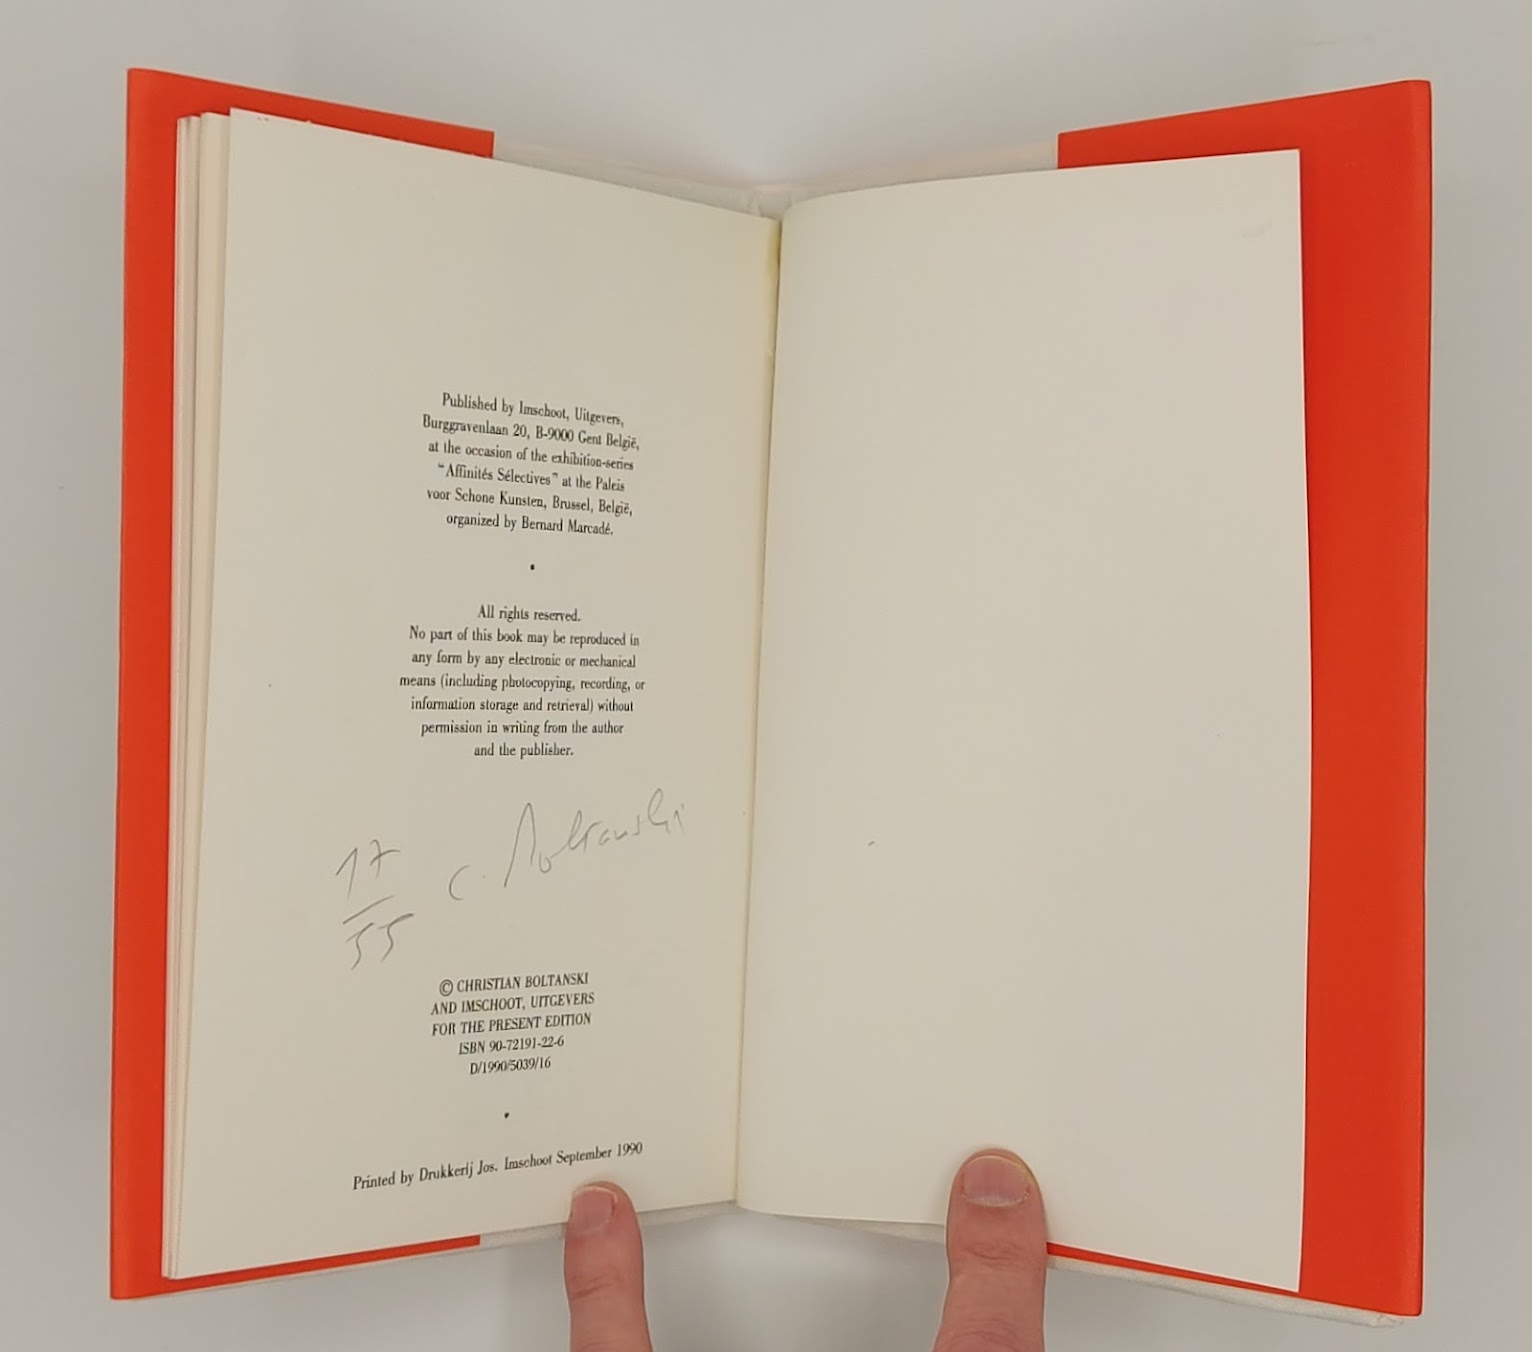 Published by Imschoot, Uitgevers,
Burggravenlaan 20, B-9000 Gent België,
at the occasion of the exhibition-series
“Affinités Sélectives” at the Paleis
voor Schone Kunsten, Brussel, België,
organized by Bernard Marcadé.
•
All rights reserved.
No part of this book may be reproduced in
any form by any electronic or mechanical
means (including photocopying, recording, or
information storage and retrieval) without
permission in writing from the author
and the publisher.
17/55 C. Boltanski
© CHRISTIAN BOLTANSKI
AND IMSCHOOT, UITGEVERS
FOR THE PRESENT EDITION
ISBN 90-72191-22-6
D/1990/5039/16
•
Printed by Drukkerij Jos. Imschoot September 1990